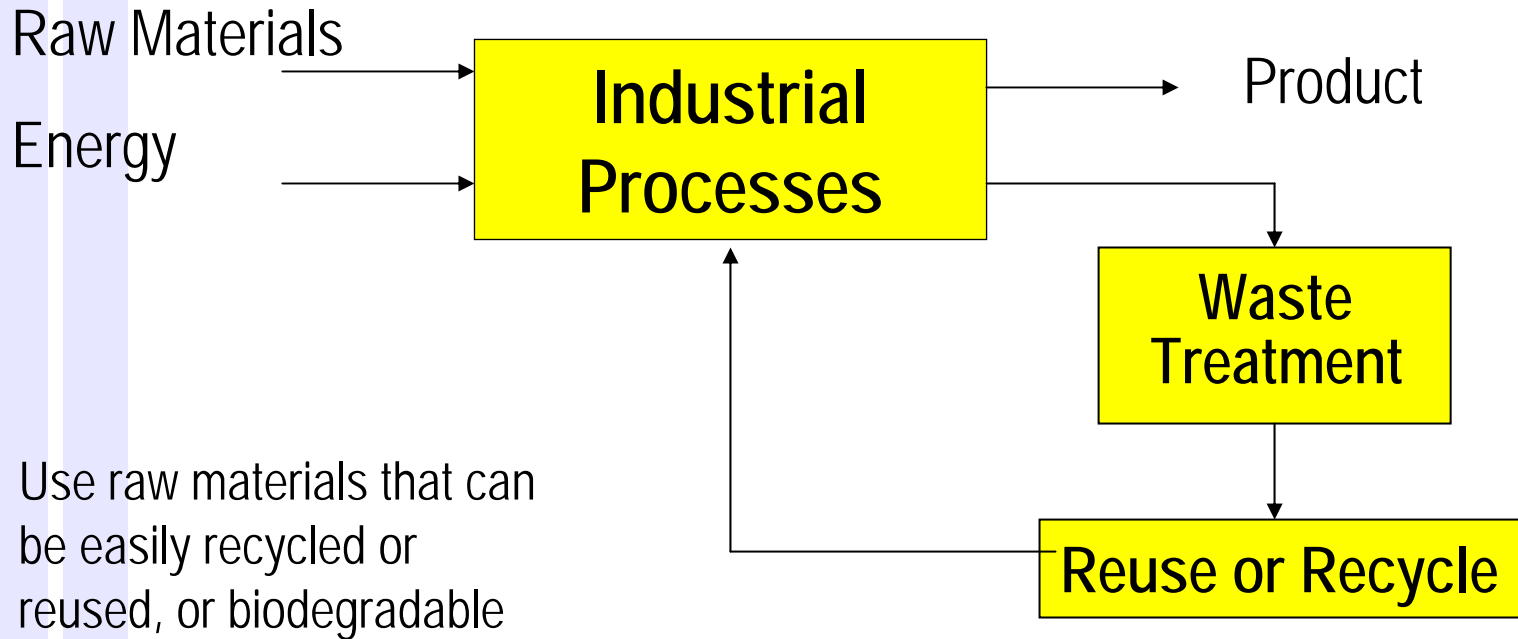 Raw Materials
Energy
Industrial
Processes
Product
Waste
Treatment
Reuse or Recycle
Use raw materials that can
be easily recycled or
reused, or biodegradable